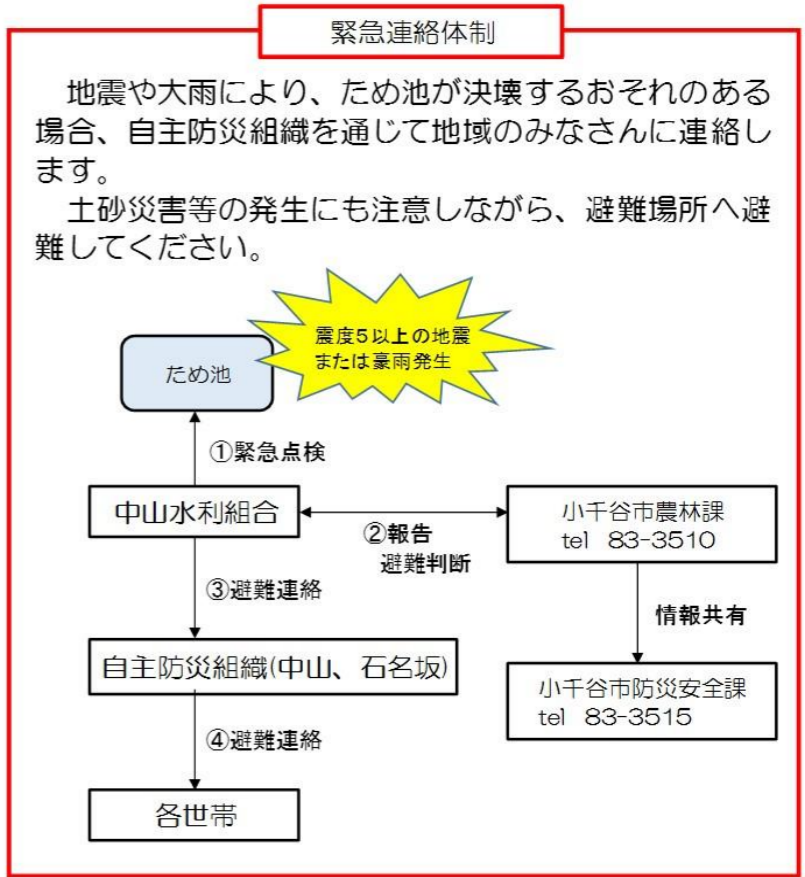 緊急連絡体制
地震や大雨により、ため池が決壊するおそれのある
場合、自主防災組織を通じて地域のみなさんに連絡し
ます。
土砂災害等の発生にも注意しながら、避難場所へ避
難してください。
震度5以上の地震
または豪雨発生
ため池
①緊急点検
中山水利組合
②報告
避難判断
小千谷市農林課
tel 83-3510
③避難連絡
情報共有
自主防災組織(中山、石名坂)
小千谷市防災安全課
tel 83-3515
④避難連絡
各世帯